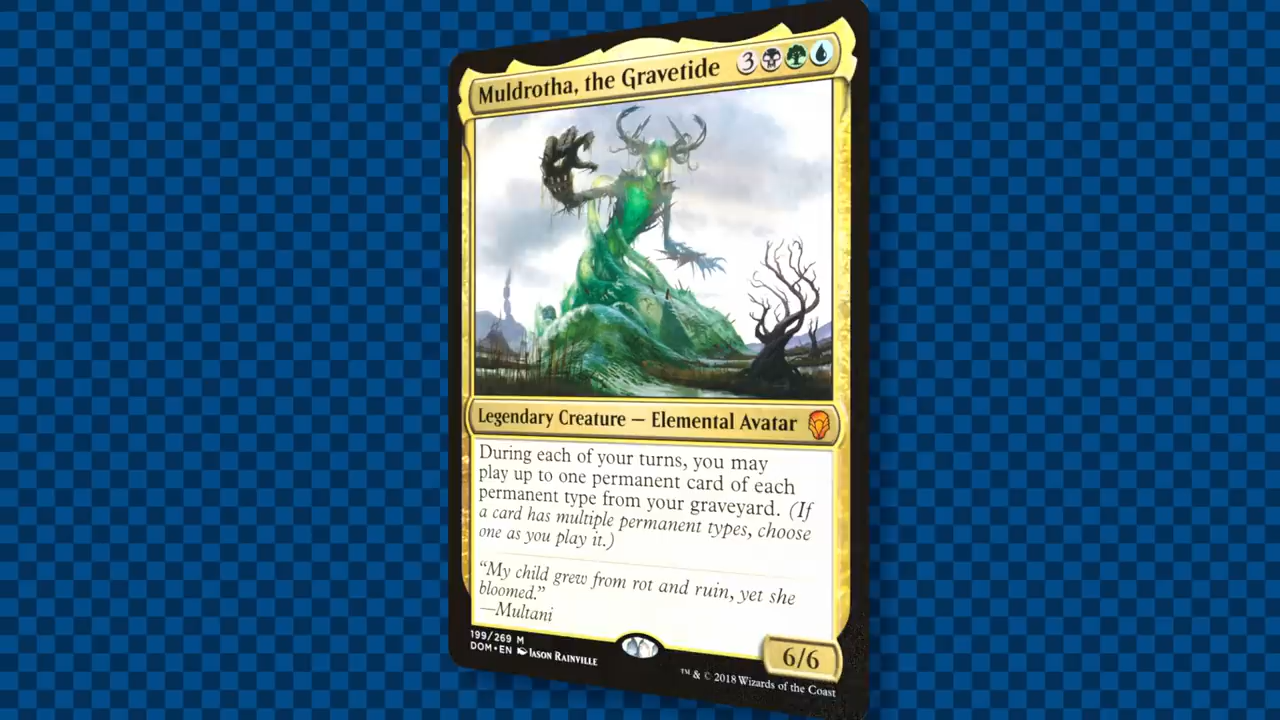 Muldrotha, the Gravetide 3
Legendary Creature — Elemental Avatar
During each of your turns, you may
play up to one permanent card of each
permanent type from your graveyard. (If
a card has multiple permanent types, choose
one as you play it.)
“My child grew from rot and ruin, yet she
bloomed.”
—Multani
6/6
199/269 M
DOM • EN Jason Rainville
™ & © 2018 Wizards of the Coast